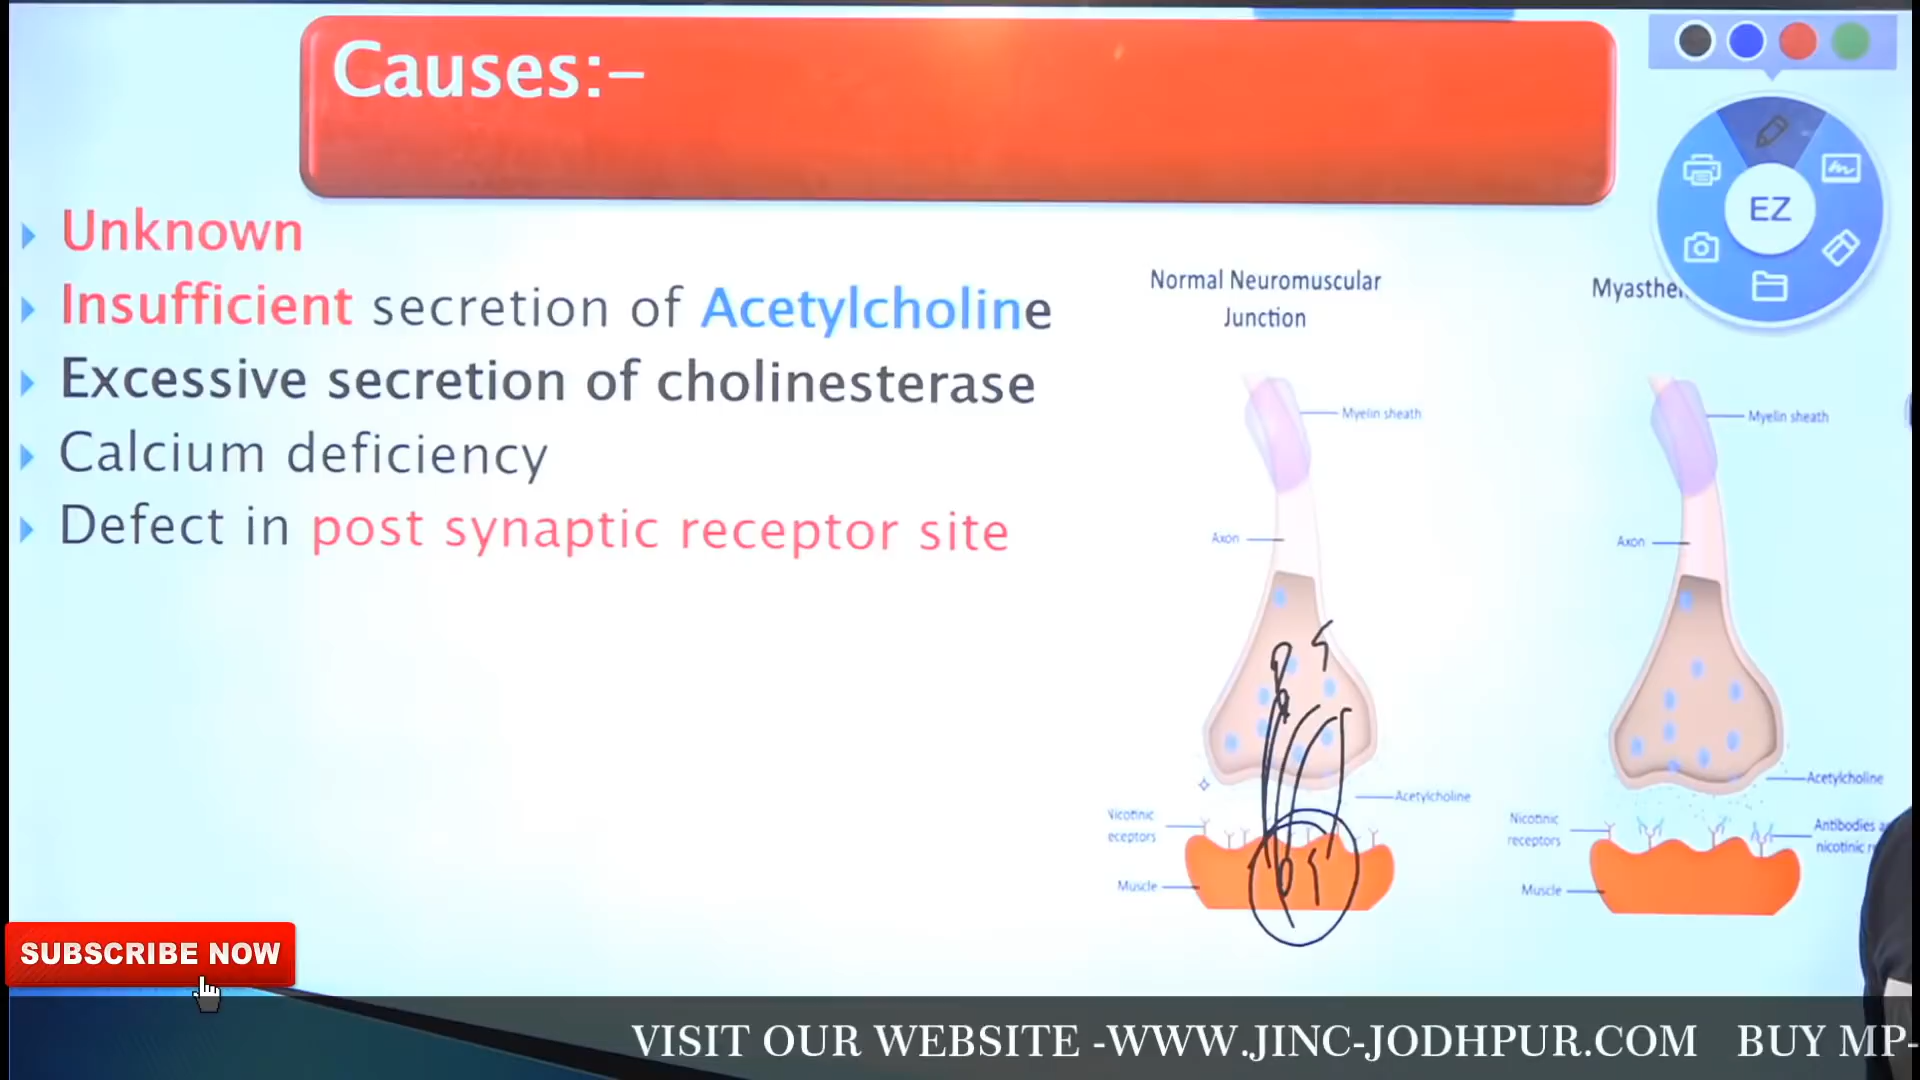 Causes:-
EZ
Unknown
Insufficient secretion of Acetylcholine
Excessive secretion of cholinesterase
Calcium deficiency
Defect in post synaptic receptor site
Normal Neuromuscular
Junction
Myelin sheath
Axon
Acetylcholine
Nicotinic
eceptors
Muscle
Myasthe
Myelin sheath
Axon
Acetylcholine
Nicotinic
receptors
Antibodies a
nicotinic r
Muscle
SUBSCRIBE NOW
VISIT OUR WEBSITE -WWW.JINC-JODHPUR.COM BUY MP-